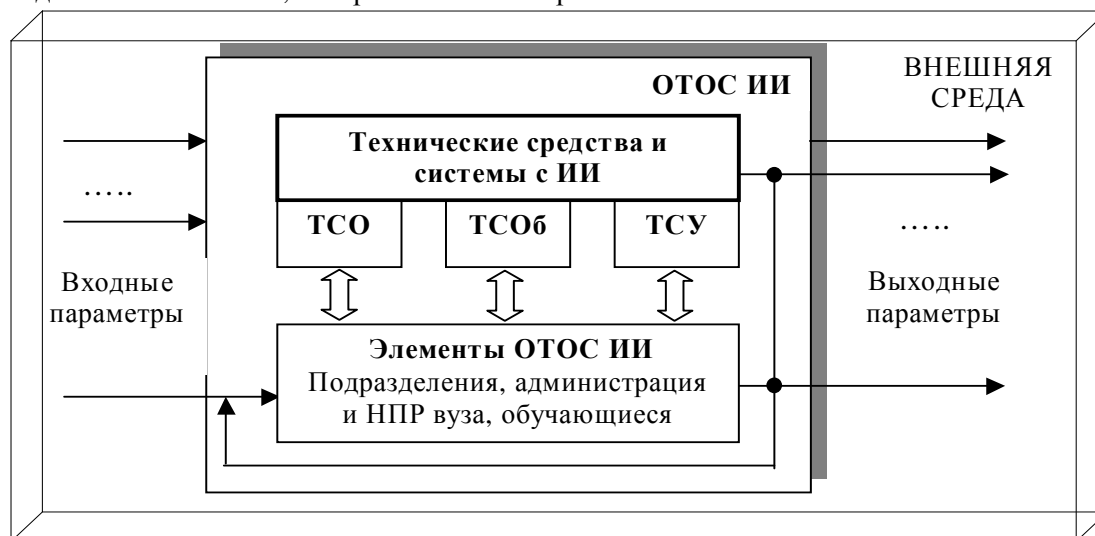 ВНЕШНЯЯ
СРЕДА
ОТОС ИИ
Технические средства и
системы с ИИ
…..
ТСО
ТСОб
ТСУ
…..
Входные
параметры
Выходные
параметры
Элементы ОТОС ИИ
Подразделения, администрация
и НПР вуза, обучающиеся